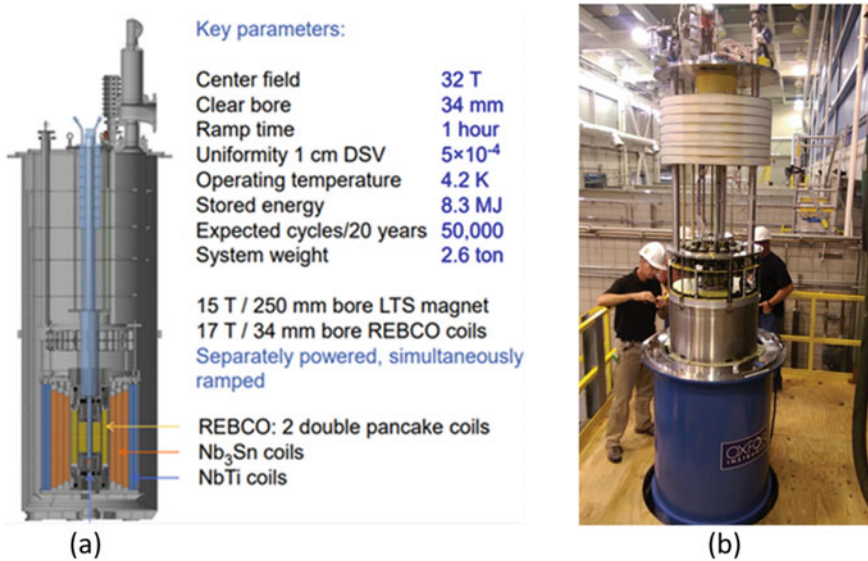 Key parameters:
Center field 32 T
Clear bore 34 mm
Ramp time 1 hour
Uniformity 1 cm DSV 5×10⁻⁴
Operating temperature 4.2 K
Stored energy 8.3 MJ
Expected cycles/20 years 50,000
System weight 2.6 ton
15 T / 250 mm bore LTS magnet
17 T / 34 mm bore REBCO coils
Separately powered, simultaneously
ramped
REBCO: 2 double pancake coils
Nb₃Sn coils
NbTi coils
OXFORD
INSTRUMENTS
(a)
(b)